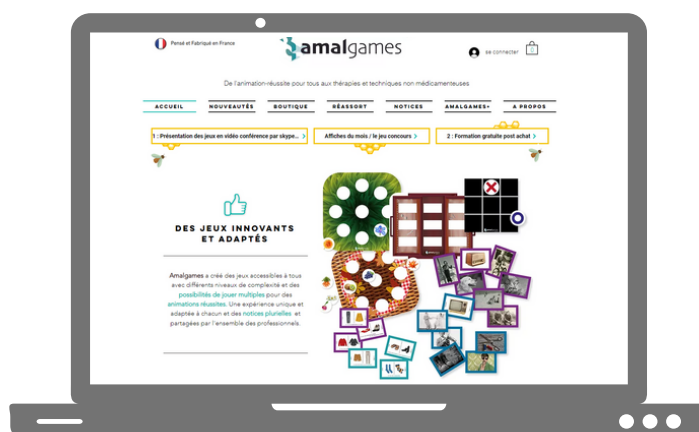 Pensé et Fabriqué en France
amalgames
se connecter
De l'animation-réussite pour tous aux thérapies et techniques non médicamenteuses
ACCUEIL NOUVEAUTÉS BOUTIQUE RÉASSORT NOTICES AMALGAMES+ A PROPOS
1 : Présentation des jeux en vidéo conférence par skype... > Affiches du mois / le jeu concours > 2 : Formation gratuite post achat >
DES JEUX INNOVANTS
ET ADAPTÉS
Amalgames a créé des jeux accessibles à tous
avec différents niveaux de complexité et des
possibilités de jouer multiples pour des
animations réussites. Une expérience unique et
adaptée à chacun et des notices plurielles et
partagées par l'ensemble des professionnels.